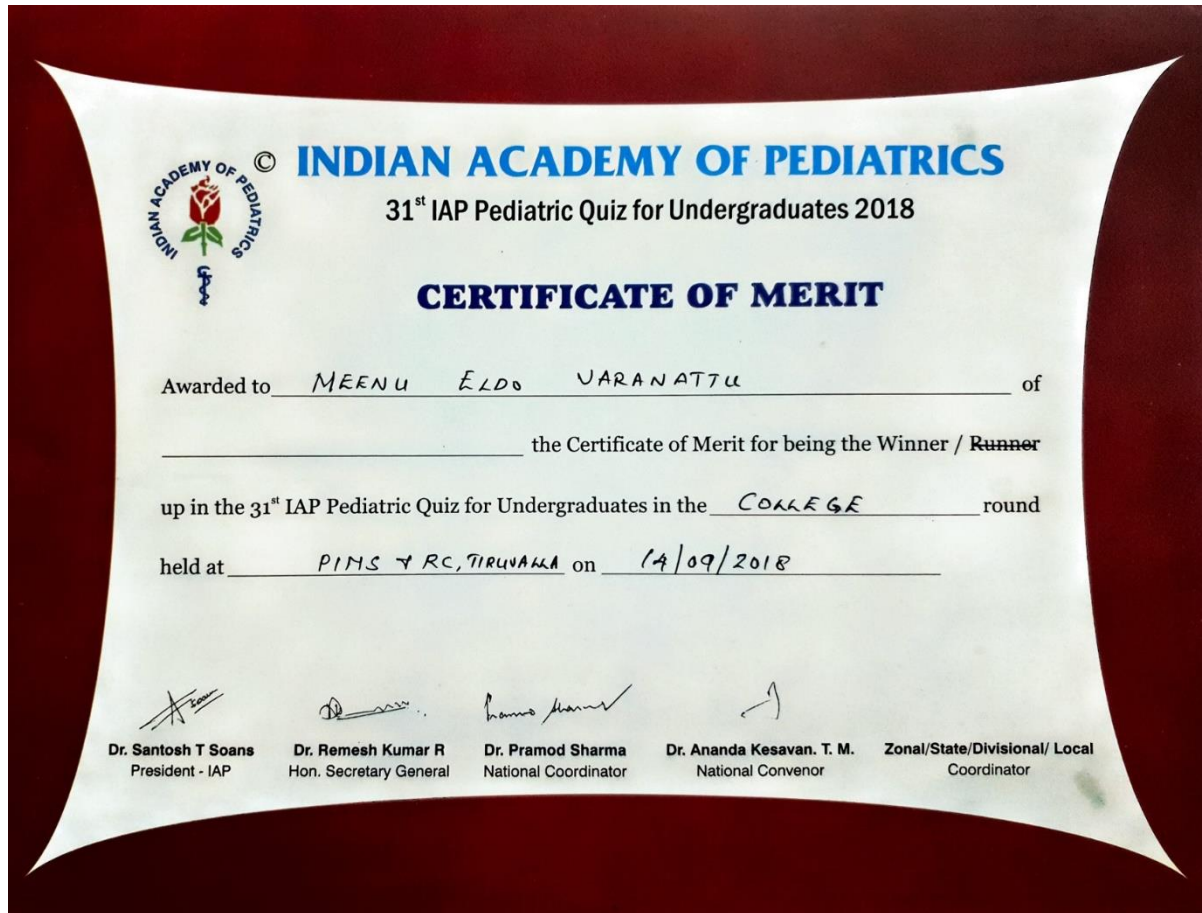 INDIAN ACADEMY OF PEDIATRICS ©
INDIAN ACADEMY OF PEDIATRICS
31st IAP Pediatric Quiz for Undergraduates 2018
CERTIFICATE OF MERIT
Awarded to MEENU ELDO VARANATTU of
the Certificate of Merit for being the Winner / Runner
up in the 31st IAP Pediatric Quiz for Undergraduates in the COLLEGE round
held at PIMS & RC, TIRUVALLA on 14/09/2018
Dr. Santosh T Soans Dr. Remesh Kumar R Dr. Pramod Sharma Dr. Ananda Kesavan. T. M. Zonal/State/Divisional/ Local
President - IAP Hon. Secretary General National Coordinator National Convenor Coordinator